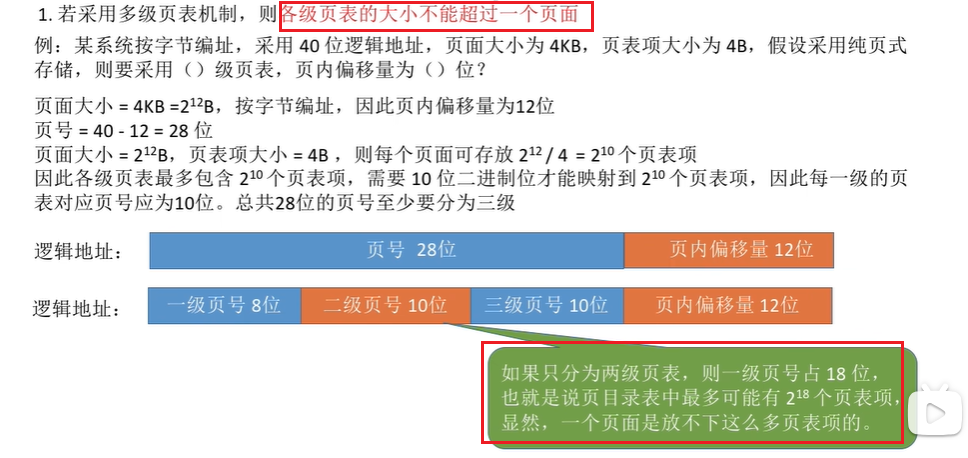 1. 若采用多级页表机制，则各级页表的大小不能超过一个页面
例：某系统按字节编址，采用 40 位逻辑地址，页面大小为 4KB，页表项大小为 4B，假设采用纯页式
存储，则要采用（）级页表，页内偏移量为（）位？
页面大小 = 4KB =2¹²B，按字节编址，因此页内偏移量为12位
页号 = 40 - 12 = 28 位
页面大小 = 2¹²B，页表项大小 = 4B ，则每个页面可存放 2¹² / 4 = 2¹⁰ 个页表项
因此各级页表最多包含 2¹⁰ 个页表项，需要 10 位二进制位才能映射到 2¹⁰ 个页表项，因此每一级的页
表对应页号应为10位。总共28位的页号至少要分为三级
逻辑地址： 页号 28位 页内偏移量 12位
逻辑地址： 一级页号 8位 二级页号 10位 三级页号 10位 页内偏移量 12位
如果只分为两级页表，则一级页号占 18 位，
也就是说页目录表中最多可能有 2¹⁸ 个页表项，
显然，一个页面是放不下这么多页表项的。